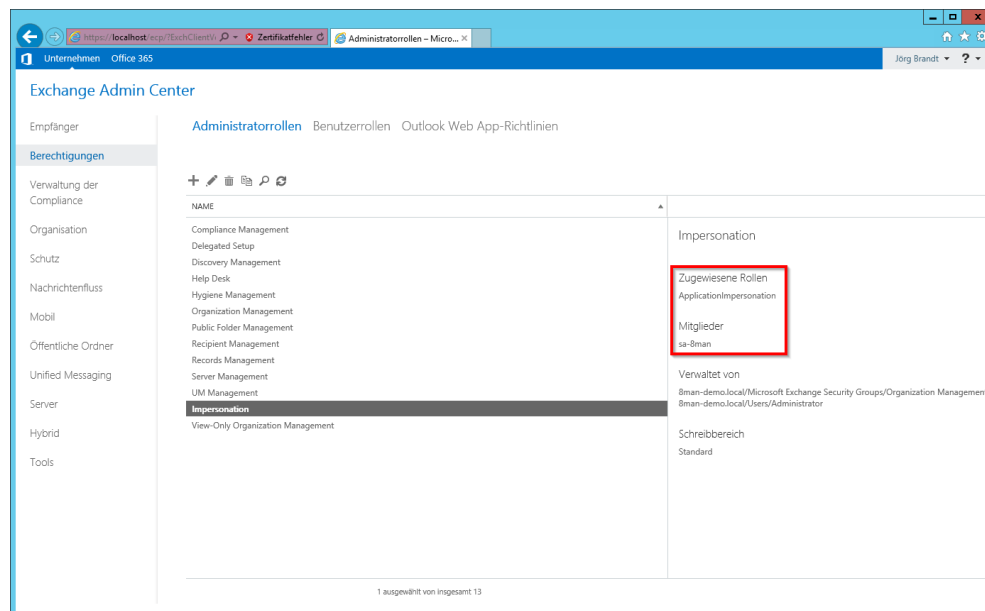 https://localhost/ecp/?ExchClientVi
Zertifikatfehler
Administratorrollen – Micro...
Unternehmen Office 365
Jörg Brandt ?
Exchange Admin Center
Empfänger
Berechtigungen
Verwaltung der
Compliance
Organisation
Schutz
Nachrichtenfluss
Mobil
Öffentliche Ordner
Unified Messaging
Server
Hybrid
Tools
Administratorrollen Benutzerrollen Outlook Web App-Richtlinien
NAME
Compliance Management
Delegated Setup
Discovery Management
Help Desk
Hygiene Management
Organization Management
Public Folder Management
Recipient Management
Records Management
Server Management
UM Management
Impersonation
View-Only Organization Management
1 ausgewählt von insgesamt 13
Impersonation
Zugewiesene Rollen
ApplicationImpersonation
Mitglieder
sa-8man
Verwaltet von
8man-demo.local/Microsoft Exchange Security Groups/Organization Managemen
8man-demo.local/Users/Administrator
Schreibbereich
Standard